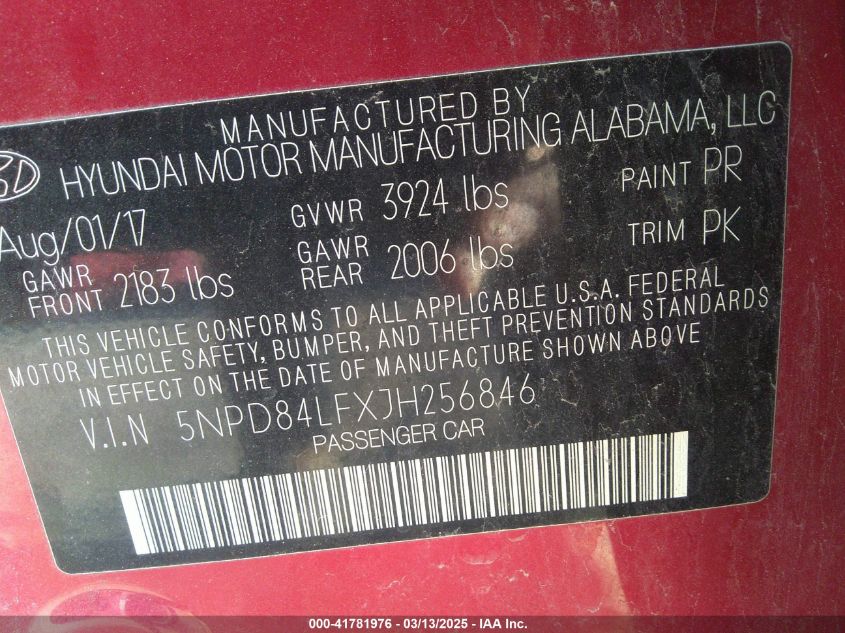 MANUFACTURED BY
HYUNDAI MOTOR MANUFACTURING ALABAMA, LLC
Aug/01/17 GVWR 3924 lbs PAINT PR
GAWR FRONT 2183 lbs GAWR REAR 2006 lbs TRIM PK
THIS VEHICLE CONFORMS TO ALL APPLICABLE U.S.A. FEDERAL
MOTOR VEHICLE SAFETY, BUMPER, AND THEFT PREVENTION STANDARDS
IN EFFECT ON THE DATE OF MANUFACTURE SHOWN ABOVE
V.I.N 5NPD84LFXJH256846
PASSENGER CAR
000-41781976 - 03/13/2025 - IAA Inc.